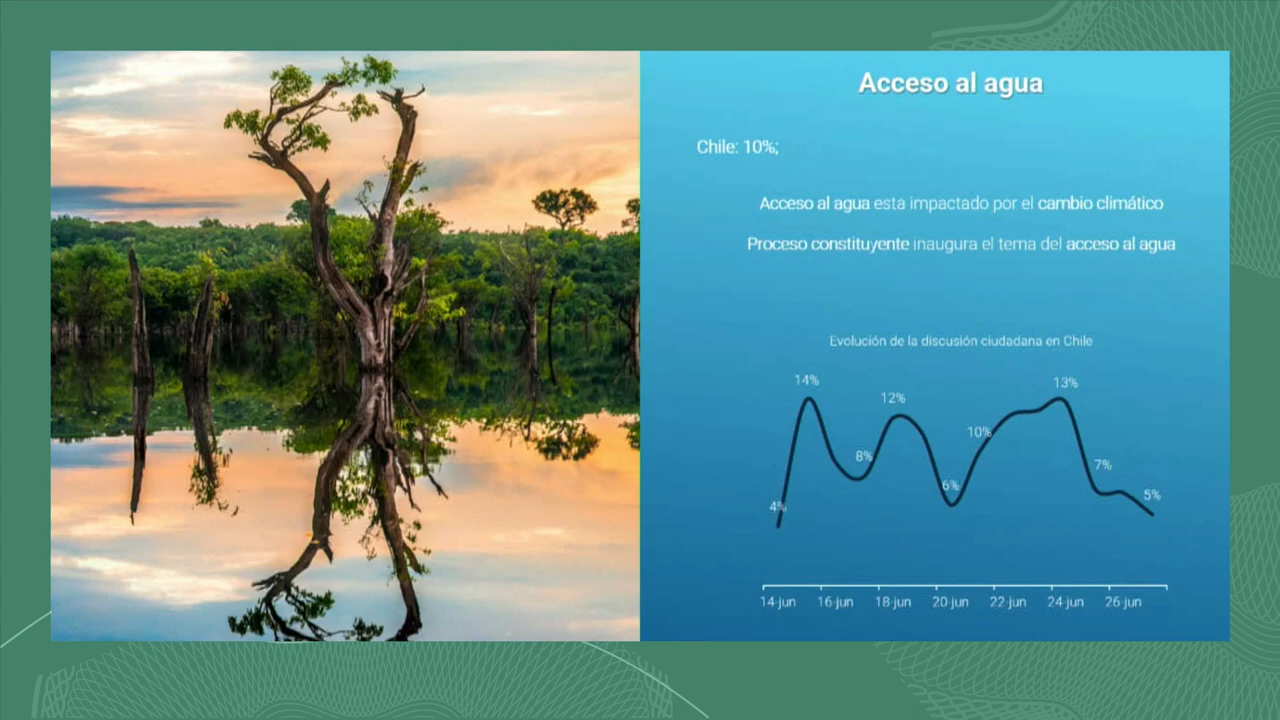 Acceso al agua
Chile: 10%;
Acceso al agua esta impactado por el cambio climático
Proceso constituyente inaugura el tema del acceso al agua
Evolución de la discusión ciudadana en Chile
14%
13%
12%
10%
8%
7%
6%
5%
4%
14-jun 16-jun 18-jun 20-jun 22-jun 24-jun 26-jun